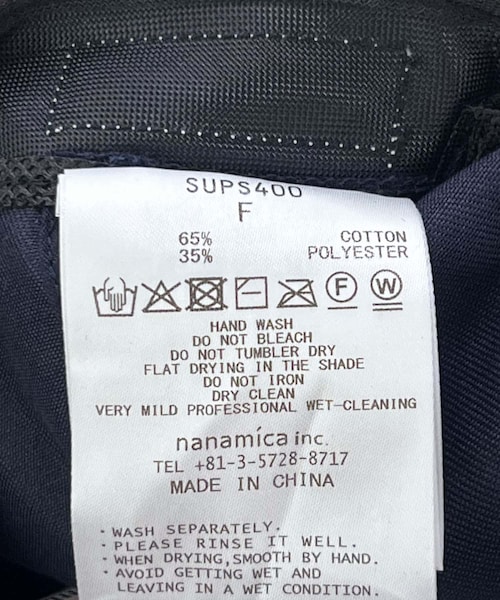 SUPS400
F
65% COTTON
35% POLYESTER
F W
HAND WASH
DO NOT BLEACH
DO NOT TUMBLER DRY
FLAT DRYING IN THE SHADE
DO NOT IRON
DRY CLEAN
VERY MILD PROFESSIONAL WET-CLEANING
nanamica inc.
TEL +81-3-5728-8717
MADE IN CHINA
・WASH SEPARATELY.
・PLEASE RINSE IT WELL.
・WHEN DRYING,SMOOTH BY HAND.
・AVOID GETTING WET AND
LEAVING IN A WET CONDITION.